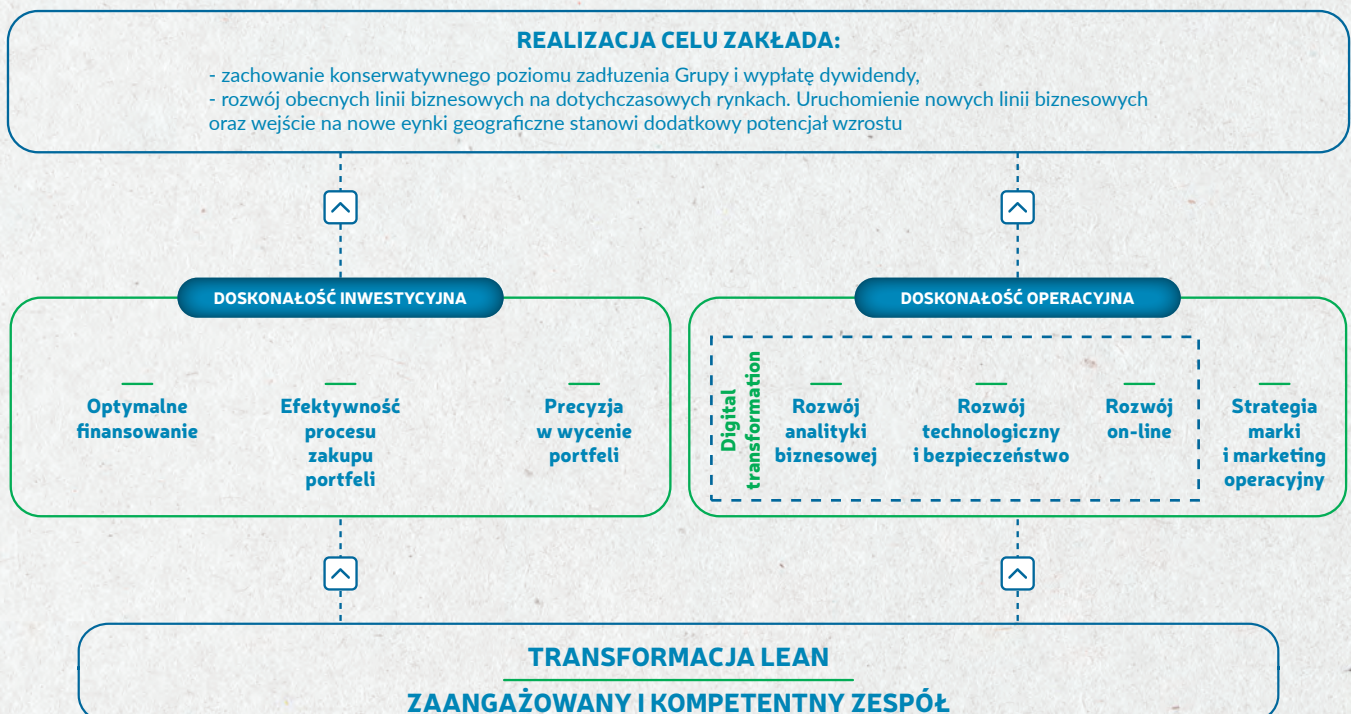 REALIZACJA CELU ZAKŁADA:
- zachowanie konserwatywnego poziomu zadłużenia Grupy i wypłatę dywidendy,
- rozwój obecnych linii biznesowych na dotychczasowych rynkach. Uruchomienie nowych linii biznesowych
oraz wejście na nowe eynki geograficzne stanowi dodatkowy potencjał wzrostu
DOSKONAŁOŚĆ INWESTYCYJNA
Optymalne
finansowanie
Efektywność
procesu
zakupu
portfeli
Precyzja
w wycenie
portfeli
DOSKONAŁOŚĆ OPERACYJNA
Digital
transformation
Rozwój
analityki
biznesowej
Rozwój
technologiczny
i bezpieczeństwo
Rozwój
on-line
Strategia
marki
i marketing
operacyjny
TRANSFORMACJA LEAN
ZAANGAŻOWANY I KOMPETENTNY ZESPÓŁ